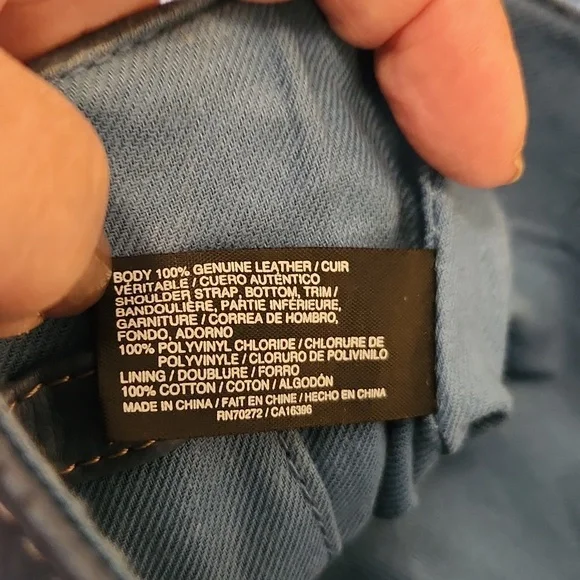 BODY 100% GENUINE LEATHER / CUIR
VÉRITABLE / CUERO AUTÉNTICO
SHOULDER STRAP, BOTTOM, TRIM /
BANDOULIÈRE, PARTIE INFÉRIEURE,
GARNITURE / CORREA DE HOMBRO,
FONDO, ADORNO
100% POLYVINYL CHLORIDE / CHLORURE DE
POLYVINYLE / CLORURO DE POLIVINILO
LINING / DOUBLURE / FORRO
100% COTTON / COTON / ALGODÓN
MADE IN CHINA / FAIT EN CHINE / HECHO EN CHINA
RN70272 / CA16396